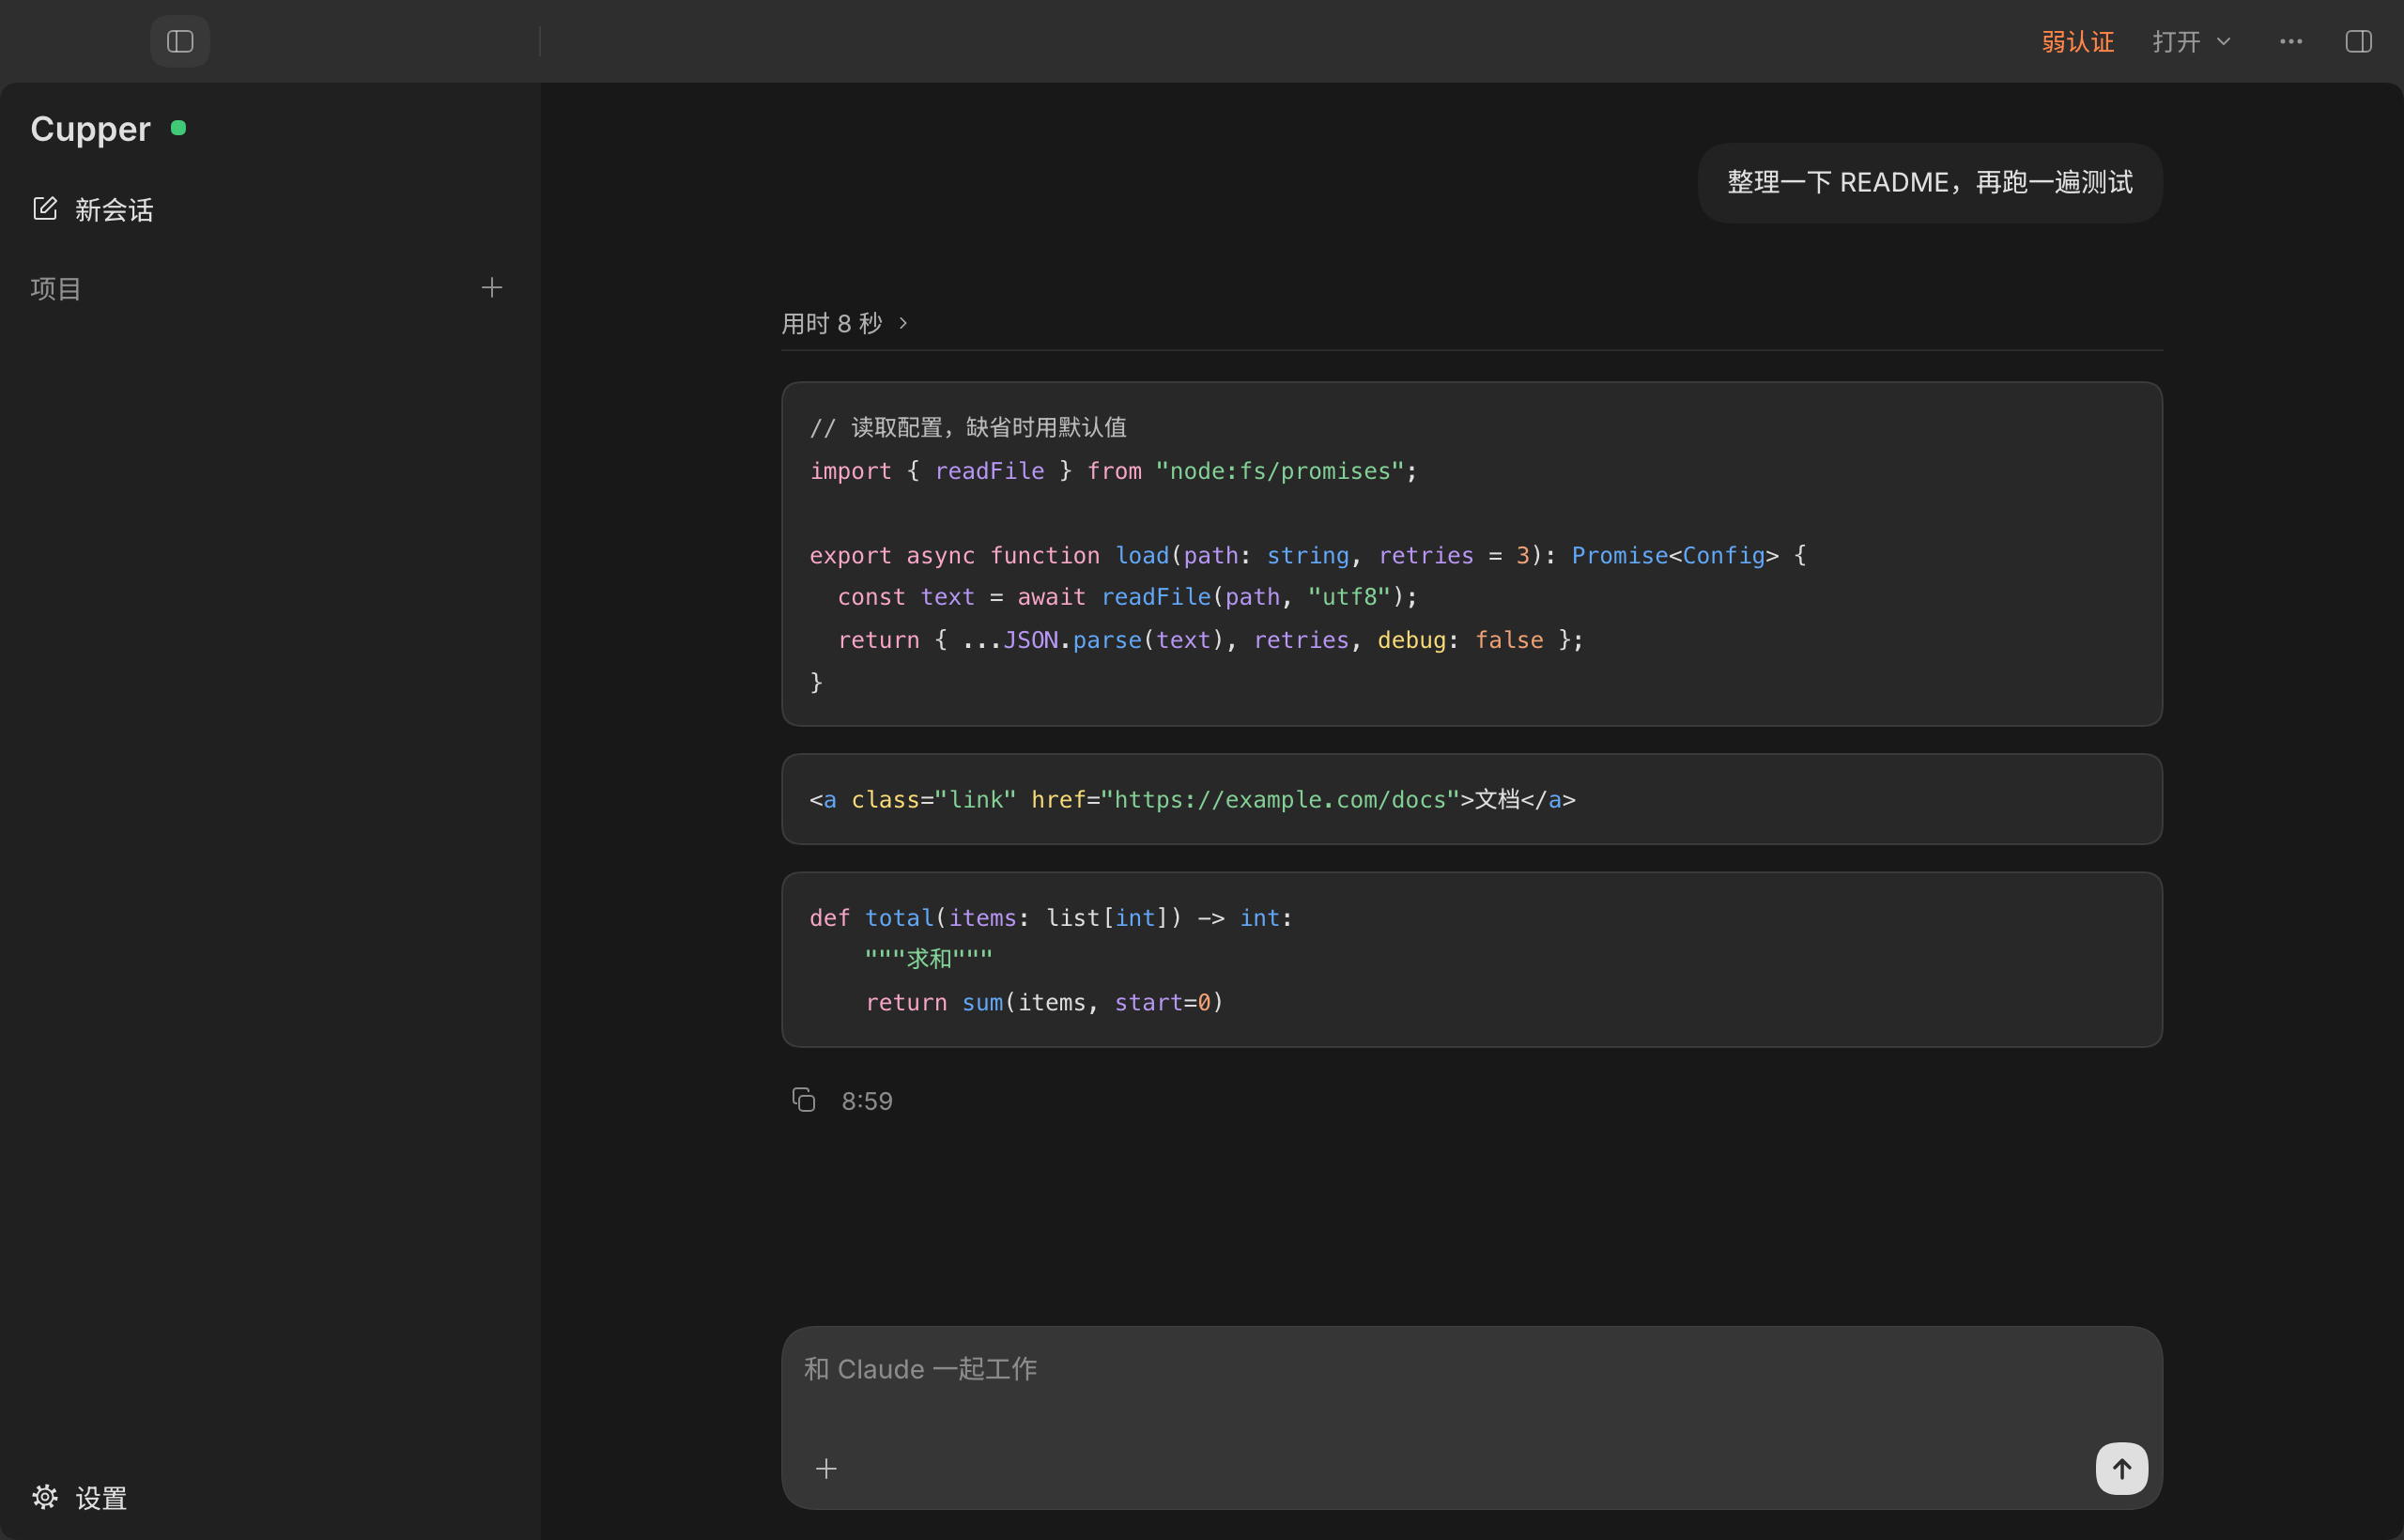 弱认证 打开
Cupper
新会话
项目
整理一下 README，再跑一遍测试
用时 8 秒
// 读取配置，缺省时用默认值
import { readFile } from "node:fs/promises";
export async function load(path: string, retries = 3): Promise<Config> {
  const text = await readFile(path, "utf8");
  return { ...JSON.parse(text), retries, debug: false };
}
<a class="link" href="https://example.com/docs">文档</a>
def total(items: list[int]) -> int:
    """求和"""
    return sum(items, start=0)
8:59
和 Claude 一起工作
设置